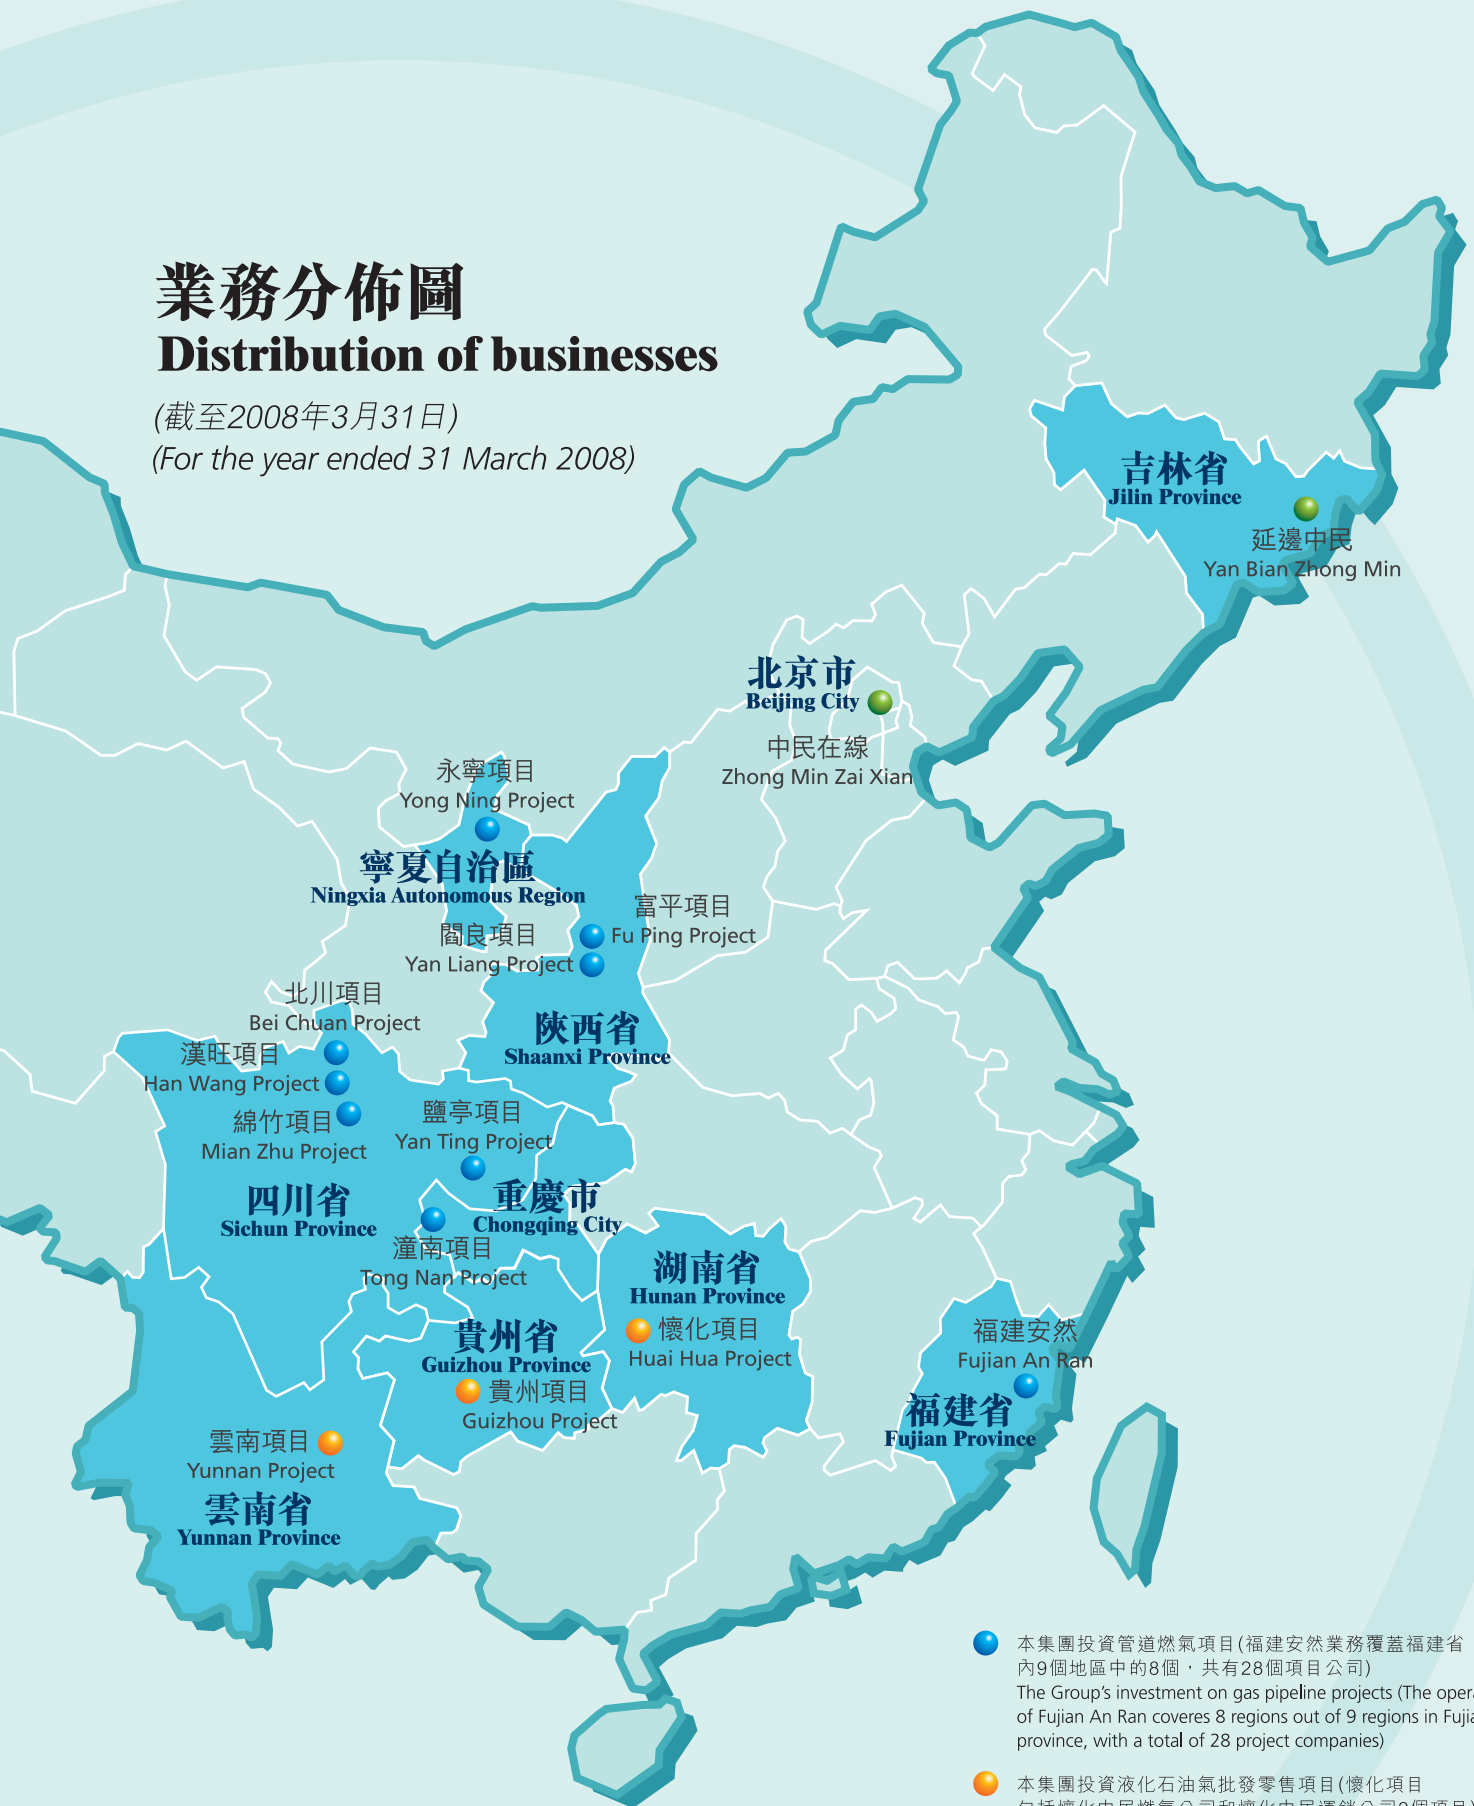 業務分佈圖
Distribution of businesses
(截至2008年3月31日)
(For the year ended 31 March 2008)
吉林省
Jilin Province
延邊中民
Yan Bian Zhong Min
北京市
Beijing City
中民在線
Zhong Min Zai Xian
永寧項目
Yong Ning Project
寧夏自治區
Ningxia Autonomous Region
富平項目
Fu Ping Project
閻良項目
Yan Liang Project
北川項目
Bei Chuan Project
陝西省
Shaanxi Province
漢旺項目
Han Wang Project
綿竹項目
Mian Zhu Project
鹽亭項目
Yan Ting Project
四川省
Sichun Province
重慶市
Chongqing City
潼南項目
Tong Nan Project
湖南省
Hunan Province
懷化項目
Huai Hua Project
貴州省
Guizhou Province
貴州項目
Guizhou Project
福建安然
Fujian An Ran
福建省
Fujian Province
雲南項目
Yunnan Project
雲南省
Yunnan Province
本集團投資管道燃氣項目(福建安然業務覆蓋福建省
內9個地區中的8個，共有28個項目公司)
The Group's investment on gas pipeline projects (The opera
of Fujian An Ran coveres 8 regions out of 9 regions in Fujia
province, with a total of 28 project companies)
本集團投資液化石油氣批發零售項目(懷化項目